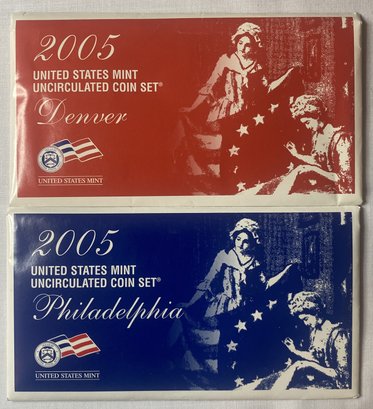 2005
UNITED STATES MINT
UNCIRCULATED COIN SET®
Denver
UNITED STATES MINT
2005
UNITED STATES MINT
UNCIRCULATED COIN SET®
Philadelphia
UNITED STATES MINT